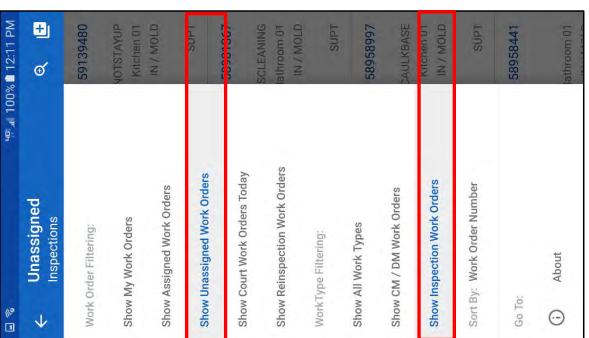 4G 100% 12:11 PM
Unassigned
Inspections
Work Order Filtering:
Show My Work Orders
Show Assigned Work Orders
Show Unassigned Work Orders
Show Court Work Orders Today
Show Reinspection Work Orders
WorkType Filtering:
Show All Work Types
Show CM / DM Work Orders
Show Inspection Work Orders
Sort By: Work Order Number
Go To:
About
59139480
NOTSTAYUP
Kitchen 01
IN / MOLD
SUPT
SCLEANING
athroom 01
IN / MOLD
SUPT
58958997
CAULKBASE
Kitchen 01
IN / MOLD
SUPT
58958441
athroom 01